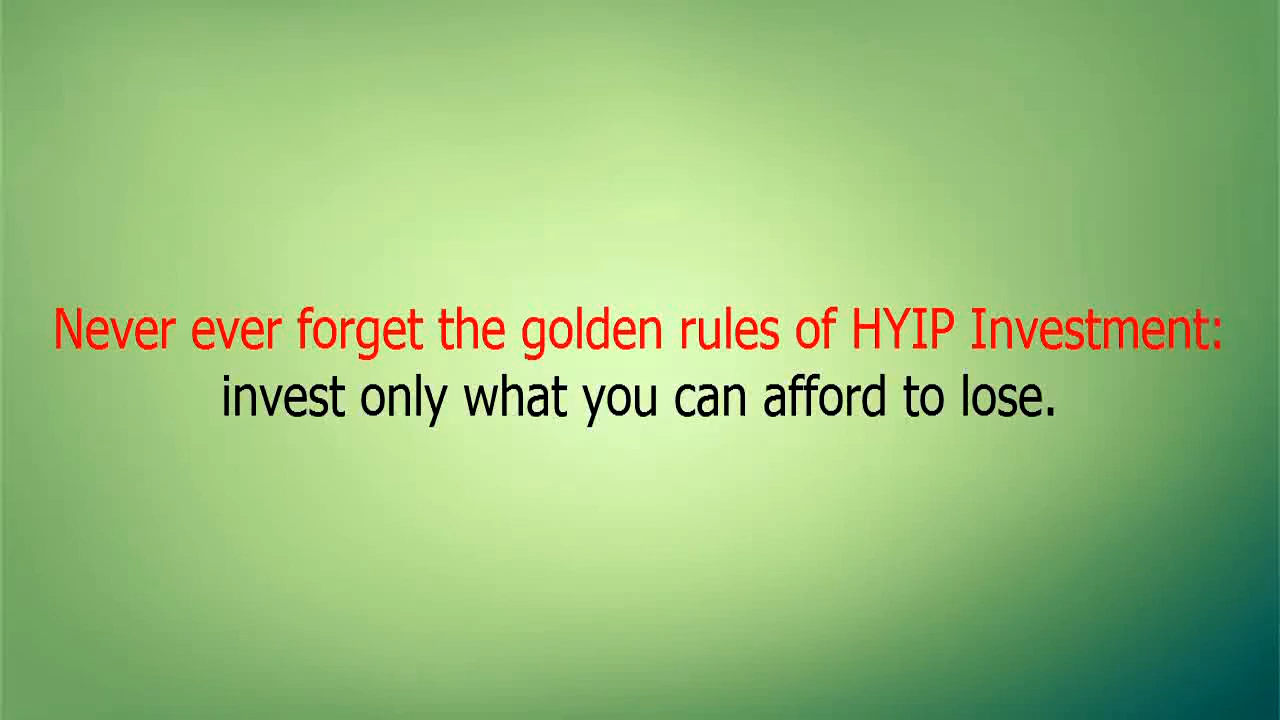 Never ever forget the golden rules of HYIP Investment:
invest only what you can afford to lose.